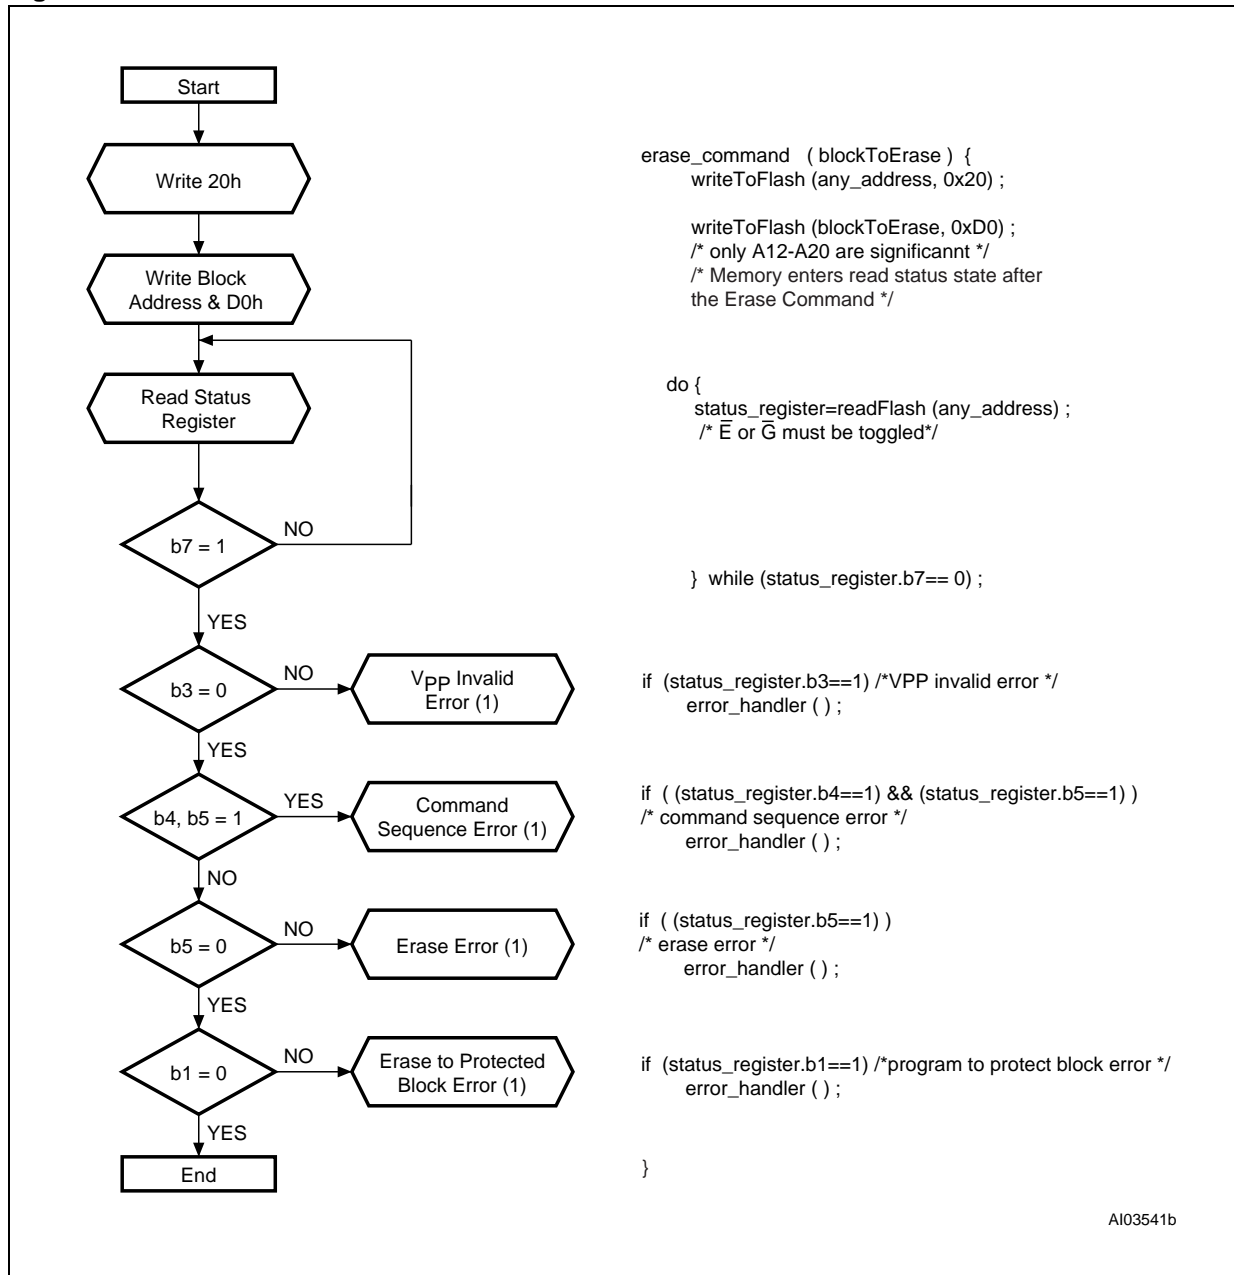 Start
Write 20h
Write Block
Address & D0h
Read Status
Register
b7 = 1
NO
YES
b3 = 0
NO
VPP Invalid
Error (1)
YES
b4, b5 = 1
YES
Command
Sequence Error (1)
NO
b5 = 0
NO
Erase Error (1)
YES
b1 = 0
NO
Erase to Protected
Block Error (1)
YES
End
erase_command ( blockToErase ) {
writeToFlash (any_address, 0x20) ;
writeToFlash (blockToErase, 0xD0) ;
/* only A12-A20 are significannt */
/* Memory enters read status state after
the Erase Command */
do {
status_register=readFlash (any_address) ;
/* E̅ or G̅ must be toggled*/
} while (status_register.b7== 0) ;
if (status_register.b3==1) /*VPP invalid error */
error_handler ( ) ;
if ( (status_register.b4==1) && (status_register.b5==1) )
/* command sequence error */
error_handler ( ) ;
if ( (status_register.b5==1) )
/* erase error */
error_handler ( ) ;
if (status_register.b1==1) /*program to protect block error */
error_handler ( ) ;
}
AI03541b